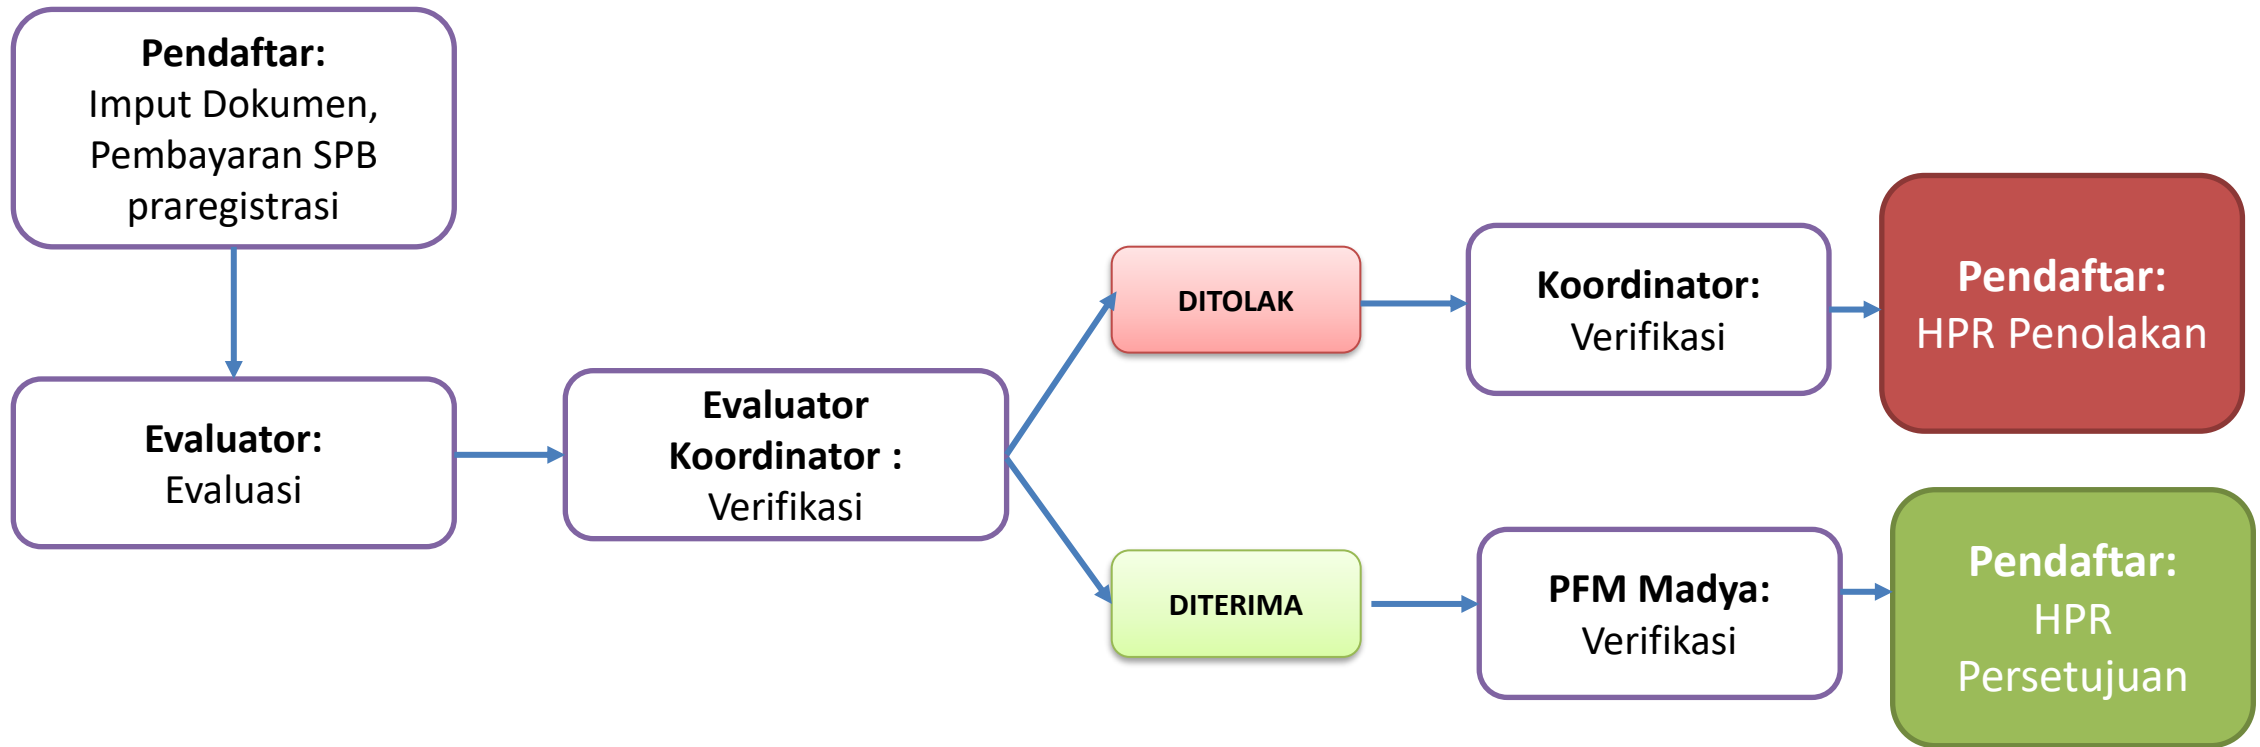 Pendaftar:
Imput Dokumen,
Pembayaran SPB
praregistrasi
Evaluator:
Evaluasi
Evaluator
Koordinator :
Verifikasi
DITOLAK
Koordinator:
Verifikasi
Pendaftar:
HPR Penolakan
DITERIMA
PFM Madya:
Verifikasi
Pendaftar:
HPR
Persetujuan